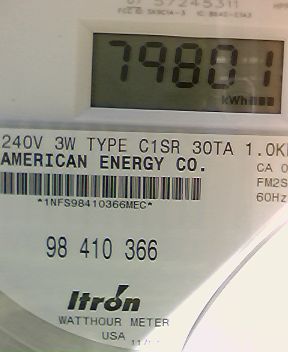 57245311
79801
kWh
240V 3W TYPE C1SR 30TA 1.0K
AMERICAN ENERGY CO.
CA 0
*1NFS98410366MEC*
FM2S
60Hz
98 410 366
Itron
WATTHOUR METER
USA